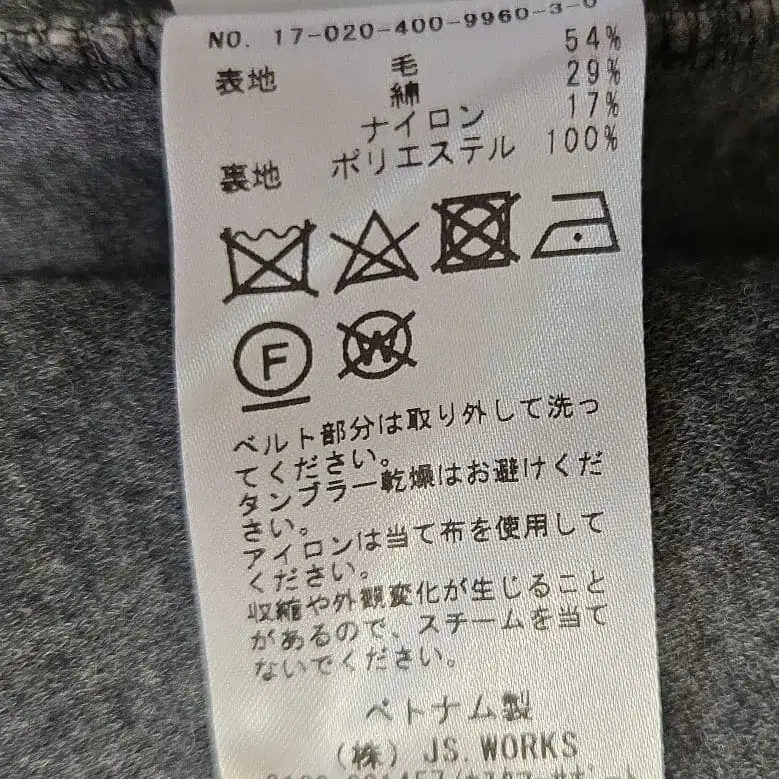 NO. 17-020-400-9960-3-0
表地 毛 54%
綿 29%
ナイロン 17%
裏地 ポリエステル 100%
F
W
ベルト部分は取り外して洗っ
てください。
タンブラー乾燥はお避けくだ
さい。
アイロンは当て布を使用して
ください。
収縮や外観変化が生じること
があるので、スチームを当て
ないでください。
ベトナム製
(株) JS.WORKS